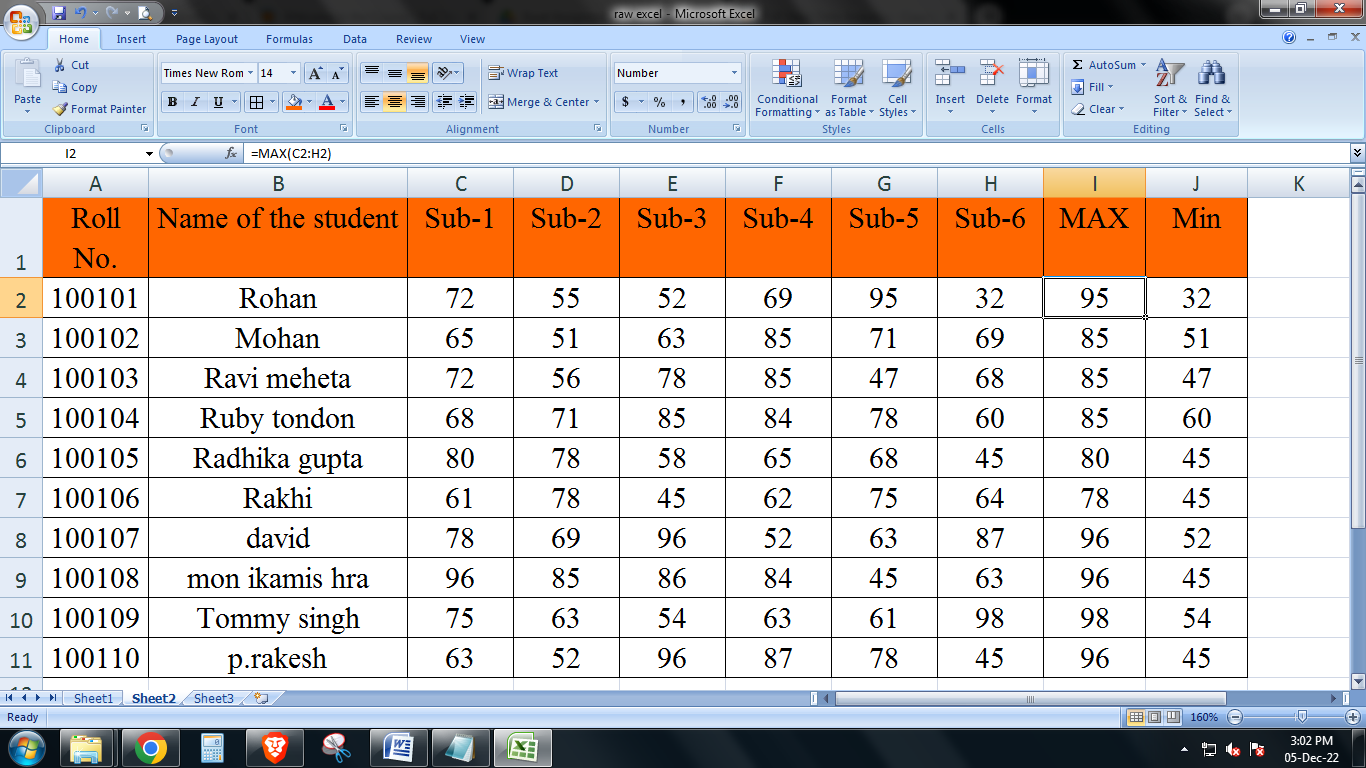 raw excel - Microsoft Excel
Home Insert Page Layout Formulas Data Review View
Paste
Cut
Copy
Format Painter
Clipboard
Times New Rom 14
B I U
Font
Wrap Text
Merge & Center
Alignment
Number
$ % ,
Number
Conditional Formatting
Format as Table
Cell Styles
Styles
Insert Delete Format
Cells
AutoSum
Fill
Clear
Sort & Filter
Find & Select
Editing
I2 fx =MAX(C2:H2)
A B C D E F G H I J K
1 Roll No. Name of the student Sub-1 Sub-2 Sub-3 Sub-4 Sub-5 Sub-6 MAX Min
2 100101 Rohan 72 55 52 69 95 32 95 32
3 100102 Mohan 65 51 63 85 71 69 85 51
4 100103 Ravi meheta 72 56 78 85 47 68 85 47
5 100104 Ruby tondon 68 71 85 84 78 60 85 60
6 100105 Radhika gupta 80 78 58 65 68 45 80 45
7 100106 Rakhi 61 78 45 62 75 64 78 45
8 100107 david 78 69 96 52 63 87 96 52
9 100108 mon ikamis hra 96 85 86 84 45 63 96 45
10 100109 Tommy singh 75 63 54 63 61 98 98 54
11 100110 p.rakesh 63 52 96 87 78 45 96 45
Sheet1 Sheet2 Sheet3
Ready 160%
3:02 PM
05-Dec-22